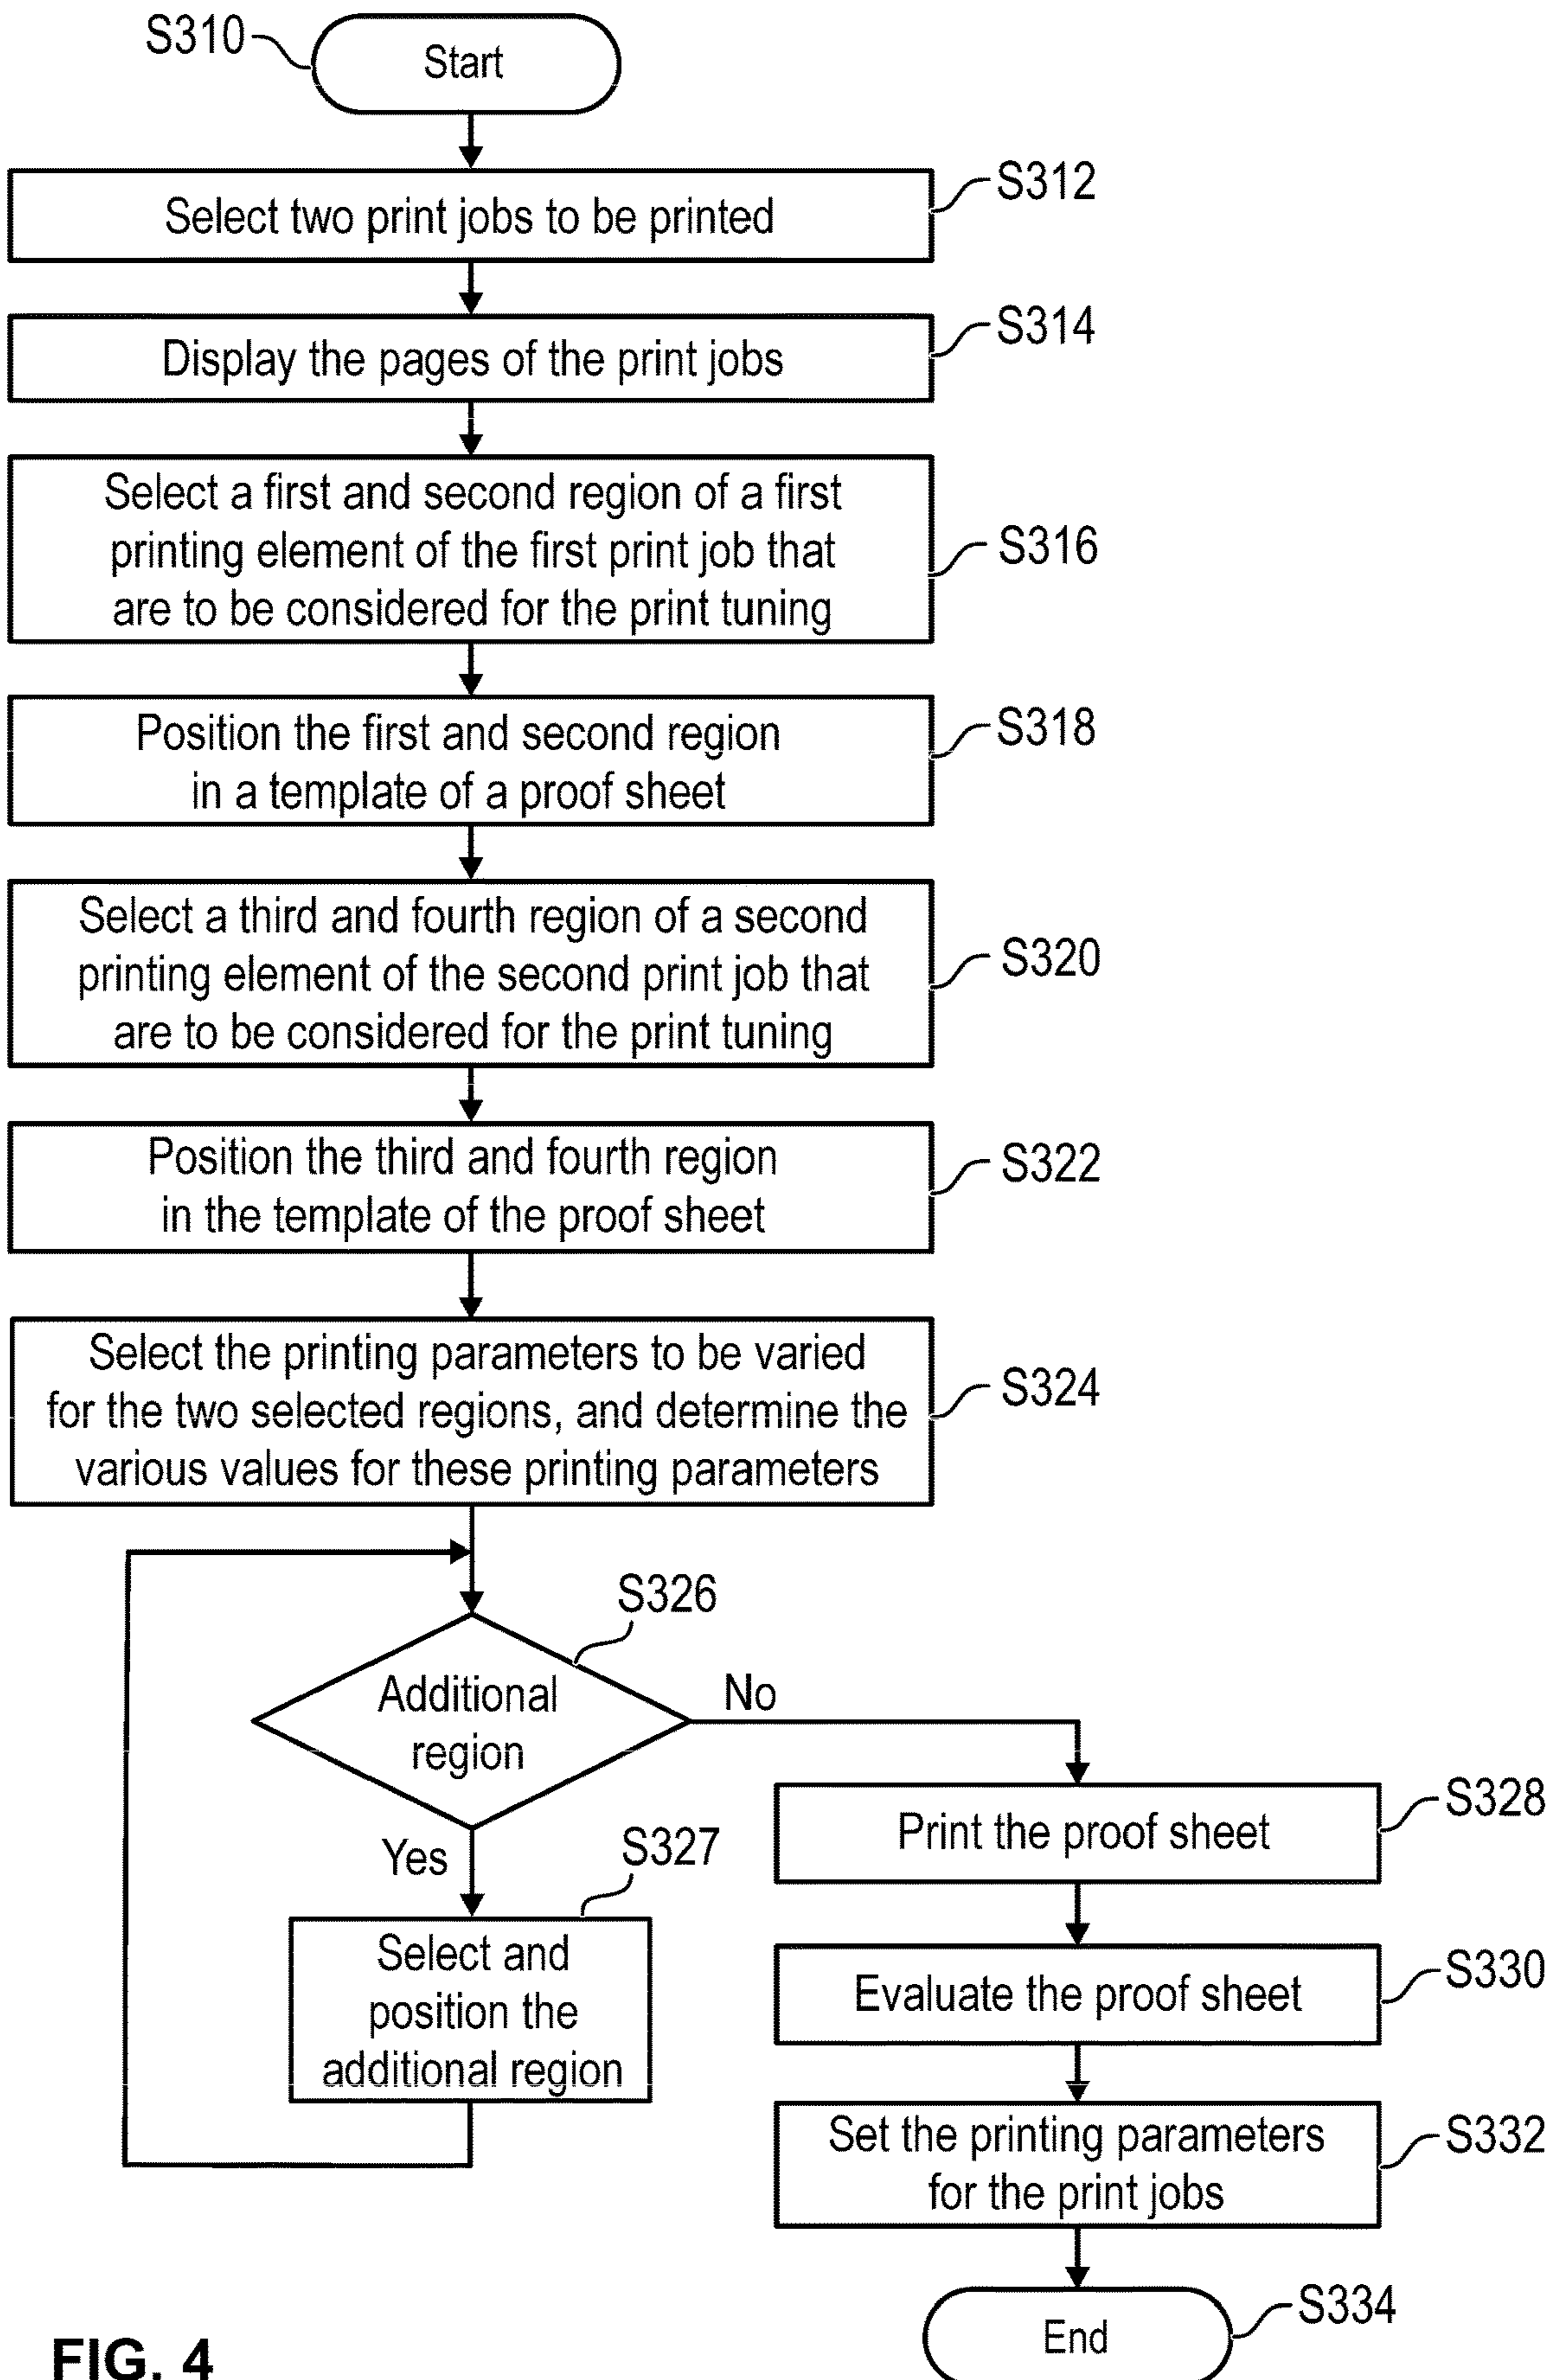 S310
Start
S312
Select two print jobs to be printed
S314
Display the pages of the print jobs
Select a first and second region of a first
printing element of the first print job that
are to be considered for the print tuning
S316
Position the first and second region
in a template of a proof sheet
S318
Select a third and fourth region of a second
printing element of the second print job that
are to be considered for the print tuning
S320
Position the third and fourth region
in the template of the proof sheet
S322
Select the printing parameters to be varied
for the two selected regions, and determine the
various values for these printing parameters
S324
S326
Additional
region
No
Yes
S327
Select and
position the
additional region
S328
Print the proof sheet
S330
Evaluate the proof sheet
S332
Set the printing parameters
for the print jobs
S334
End
FIG. 4